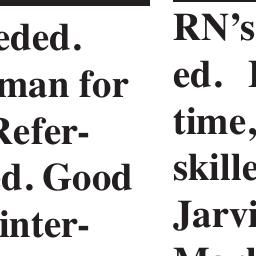 eded.
man for
Refer-
d. Good
inter-
RN's
ed.
time,
skille
Jarvi